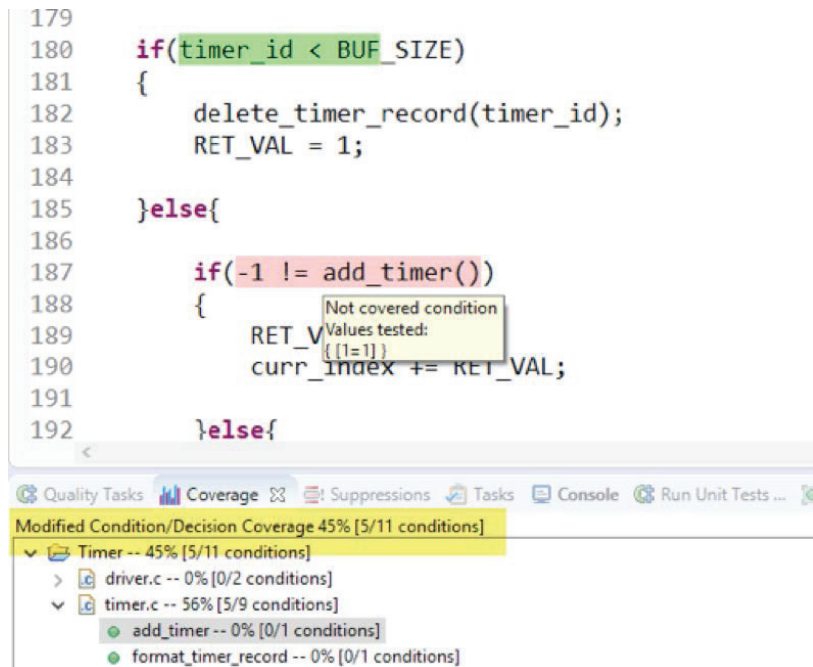 179
180 if(timer_id < BUF_SIZE)
181 {
182 delete_timer_record(timer_id);
183 RET_VAL = 1;
184
185 }else{
186
187 if(-1 != add_timer())
188 {
Not covered condition
189 RET_V
Values tested:
{ [1=1] }
190 curr_index += RET_VAL;
191
192 }else{
Quality Tasks Coverage Suppressions Tasks Console Run Unit Tests ...
Modified Condition/Decision Coverage 45% [5/11 conditions]
Timer -- 45% [5/11 conditions]
driver.c -- 0% [0/2 conditions]
timer.c -- 56% [5/9 conditions]
add_timer -- 0% [0/1 conditions]
format_timer_record -- 0% [0/1 conditions]